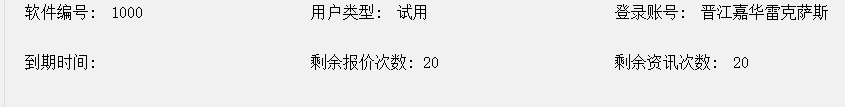 软件编号: 1000 用户类型: 试用 登录账号: 晋江嘉华雷克萨斯
到期时间: 剩余报价次数: 20 剩余资讯次数: 20